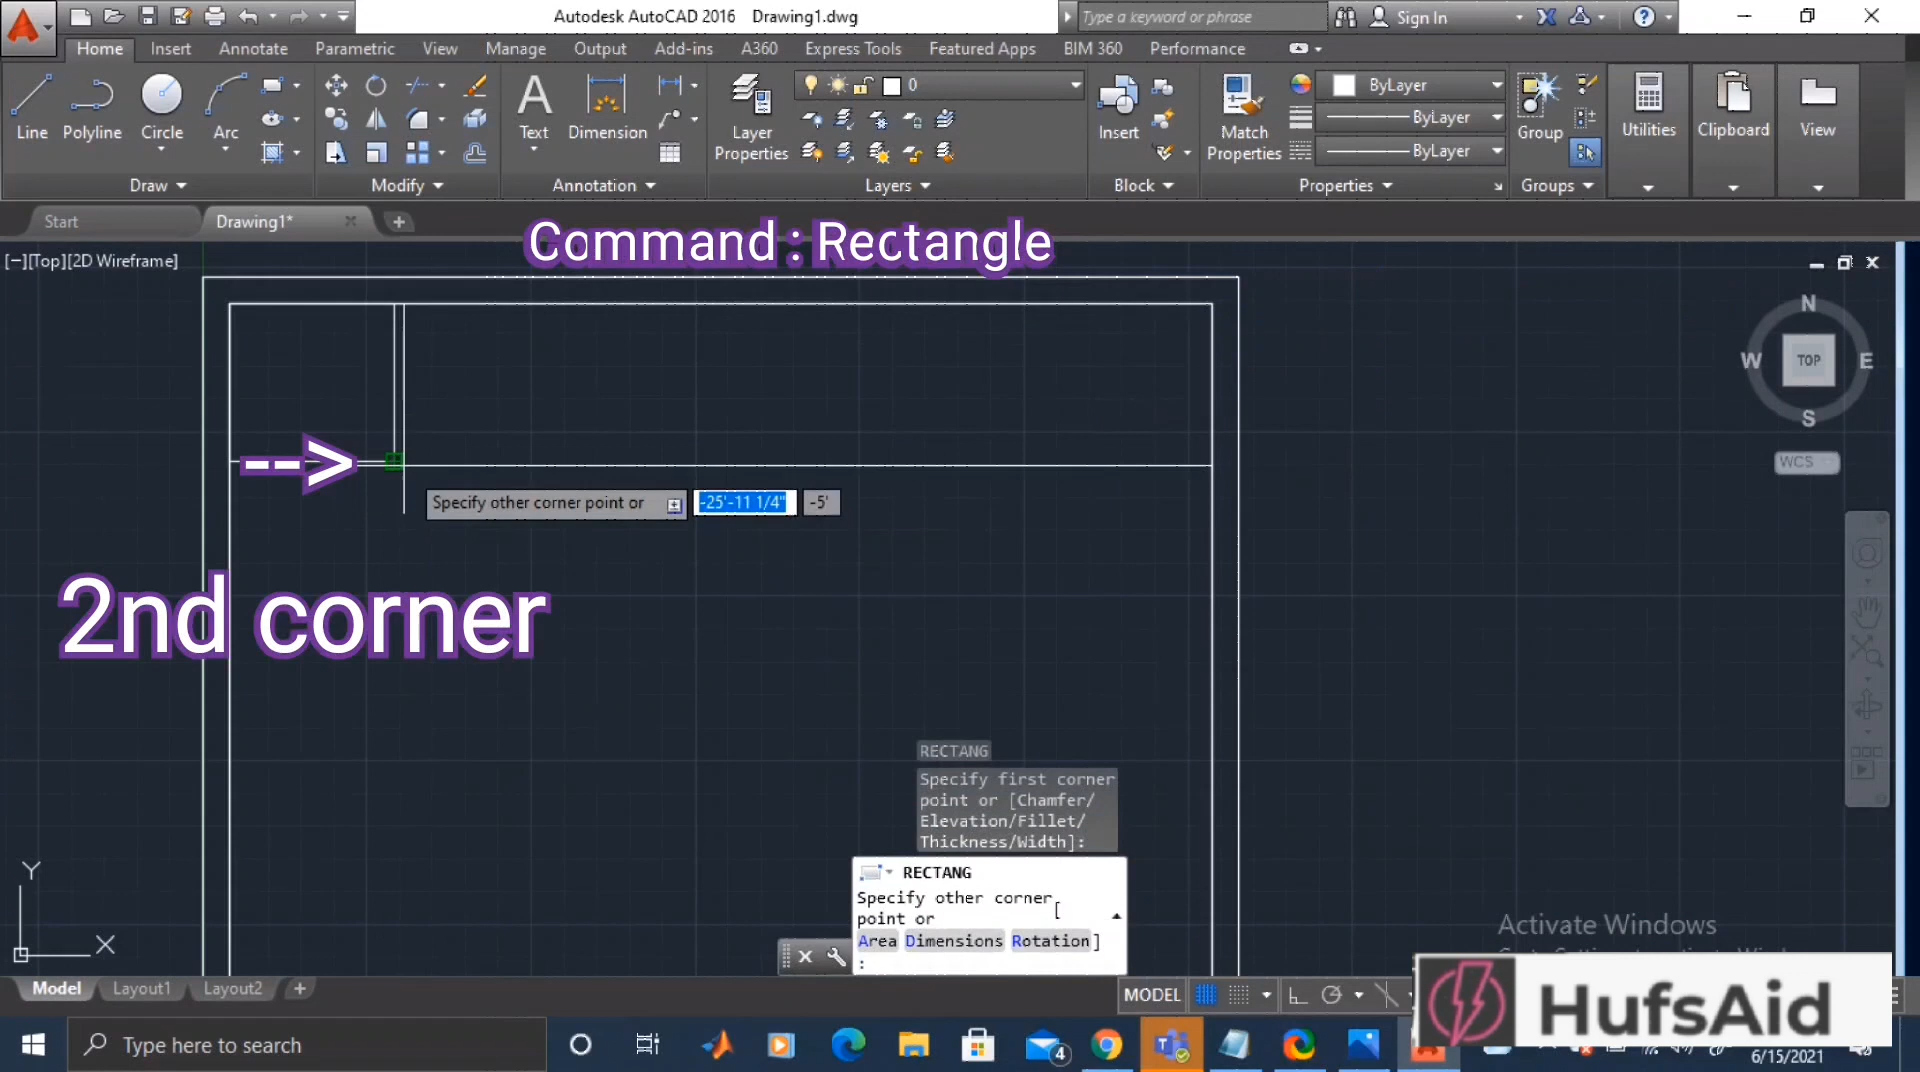 Autodesk AutoCAD 2016 Drawing1.dwg
Type a keyword or phrase
Sign In
Home Insert Annotate Parametric View Manage Output Add-ins A360 Express Tools Featured Apps BIM 360 Performance
Line Polyline Circle Arc
Text Dimension
Layer Properties
0
Insert
Match Properties
ByLayer
ByLayer
ByLayer
Group
Utilities Clipboard View
Draw Modify Annotation Layers Block Properties Groups
Start Drawing1*
Command : Rectangle
[−][Top][2D Wireframe]
N
W TOP E
S
WCS
-->
Specify other corner point or -25'-11 1/4" -5'
2nd corner
RECTANG
Specify first corner
point or [Chamfer/
Elevation/Fillet/
Thickness/Width]:
RECTANG
Specify other corner
point or [
Area Dimensions Rotation]
:
Y
X
Activate Windows
Model Layout1 Layout2
MODEL
HufsAid
Type here to search
4
6/15/2021